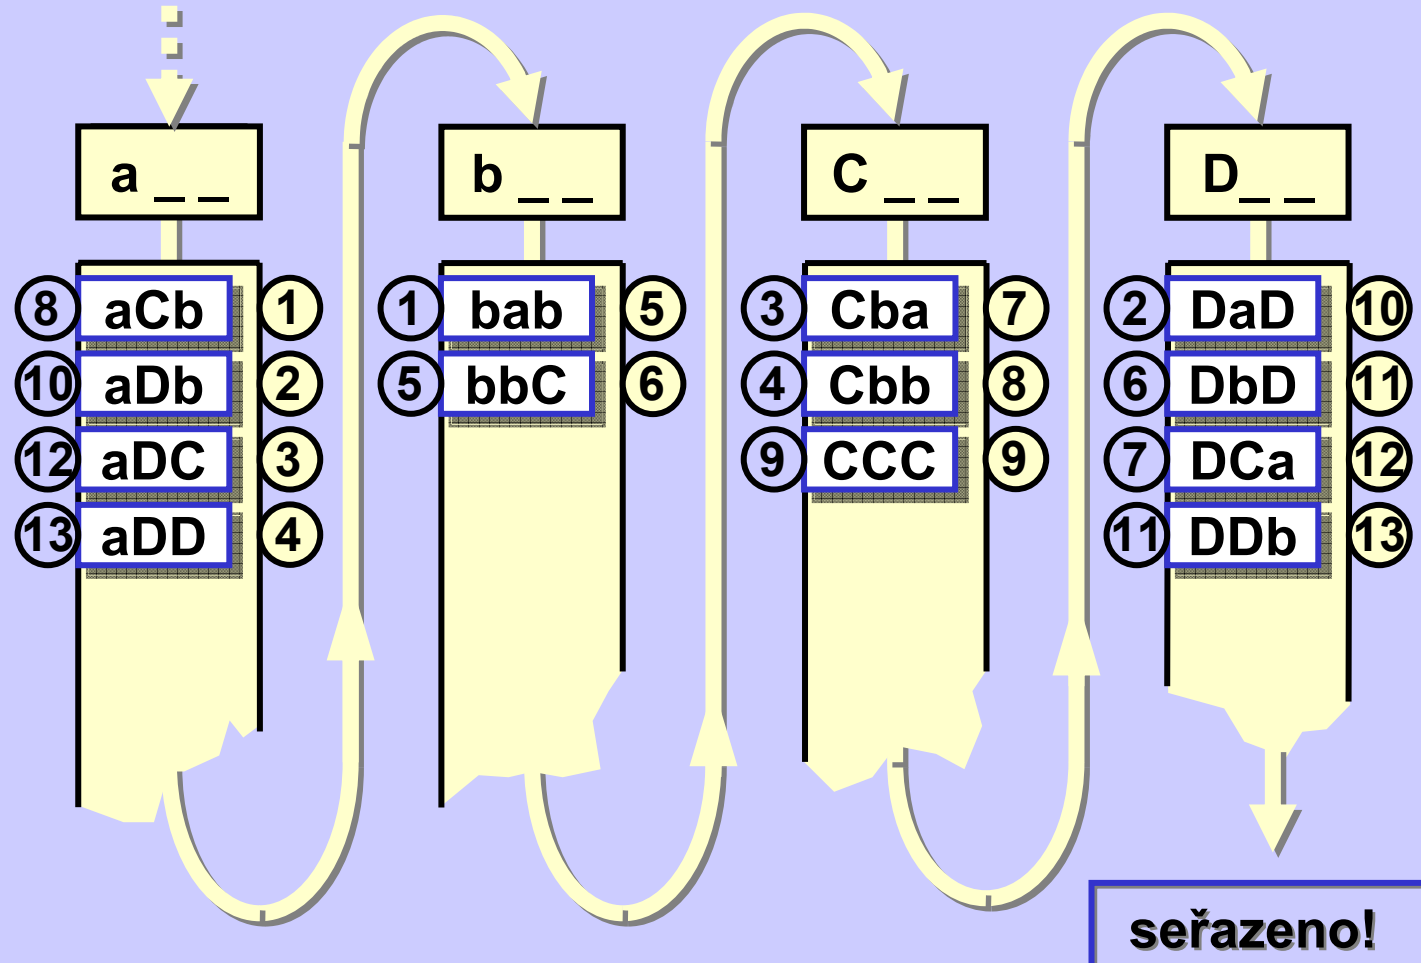 a _ _ b _ _ C _ _ D_ _
8 aCb 1 1 bab 5 3 Cba 7 2 DaD 10
10 aDb 2 5 bbC 6 4 Cbb 8 6 DbD 11
12 aDC 3 9 CCC 9 7 DCa 12
13 aDD 4 11 DDb 13
seřazeno!